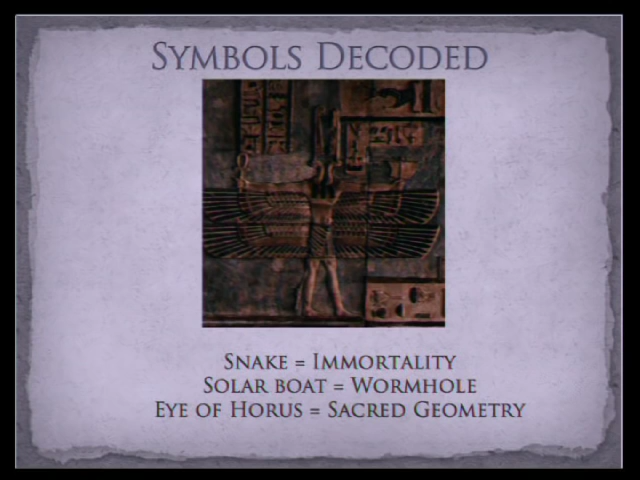 Symbols Decoded
Snake = Immortality
Solar boat = Wormhole
Eye of Horus = Sacred Geometry